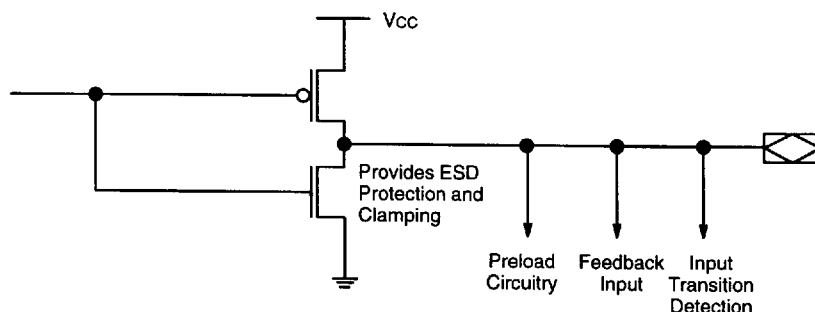 Vcc
Provides ESD
Protection and
Clamping
Preload
Circuitry
Feedback
Input
Input
Transition
Detection